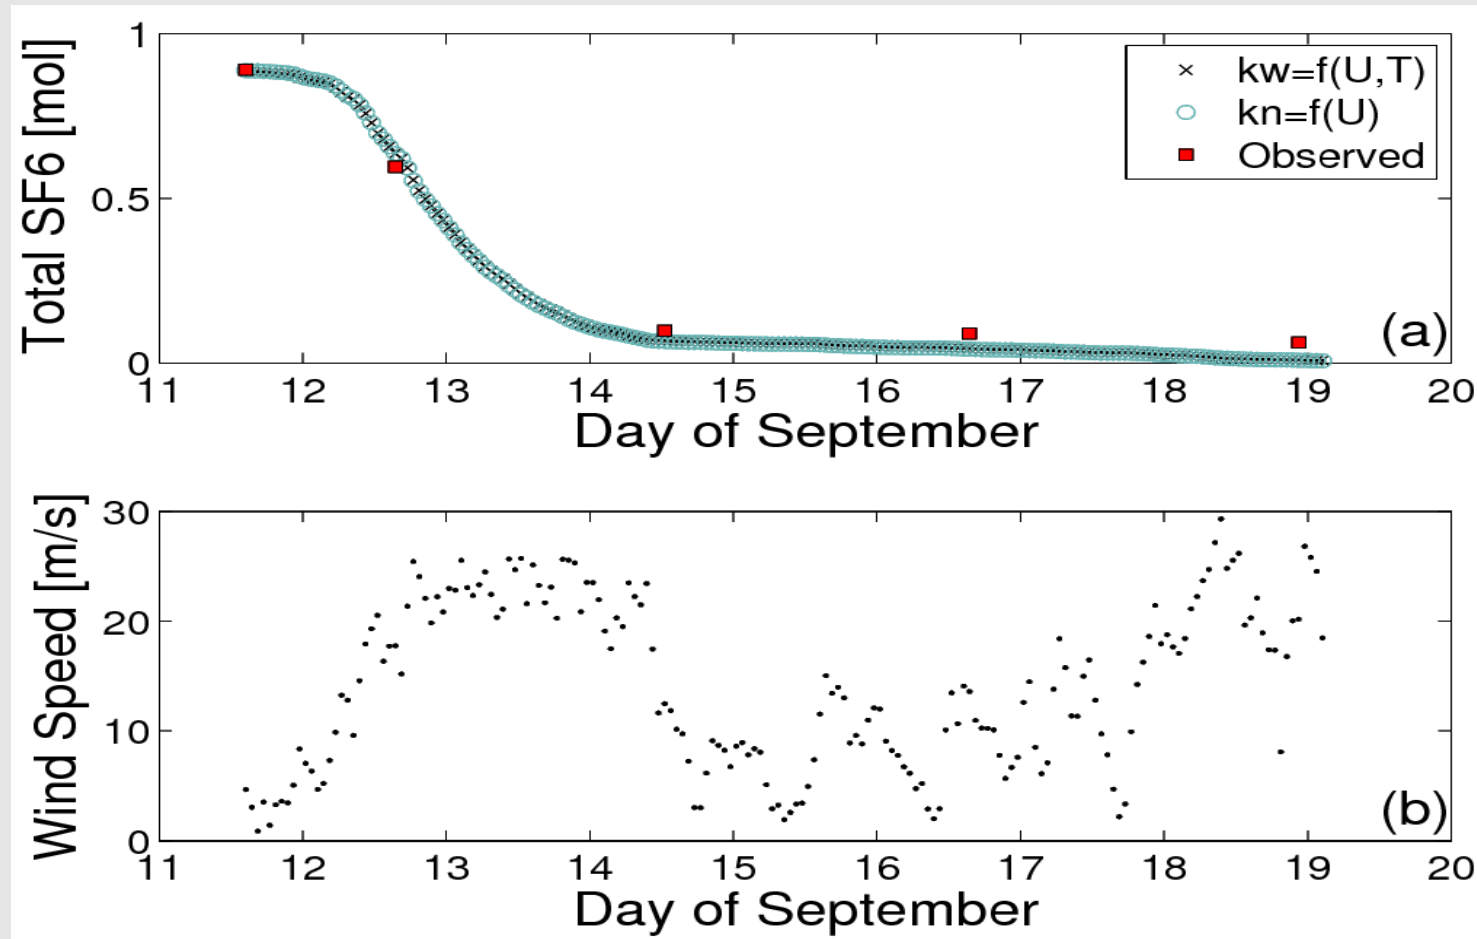 Total SF6 [mol]
1
0.5
0
kw=f(U,T)
kn=f(U)
Observed
(a)
11 12 13 14 15 16 17 18 19 20
Day of September
Wind Speed [m/s]
30
20
10
0
(b)
11 12 13 14 15 16 17 18 19 20
Day of September